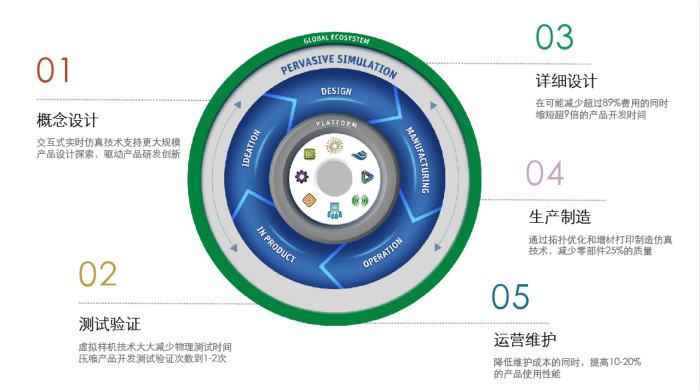 01
概念设计
交互式实时仿真技术支持更大规模
产品设计探索，驱动产品研发创新
02
测试验证
虚拟样机技术大大减少物理测试时间
压缩产品开发测试验证次数到1-2次
GLOBAL ECOSYSTEM
PERVASIVE SIMULATION
DESIGN
MANUFACTURING
OPERATION
IN PRODUCT
IDEATION
PLATFORM
03
详细设计
在可能减少超过89%费用的同时
缩短超9倍的产品开发时间
04
生产制造
通过拓扑优化和增材打印制造仿真
技术，减少零部件25%的质量
05
运营维护
降低维护成本的同时，提高10-20%
的产品使用性能